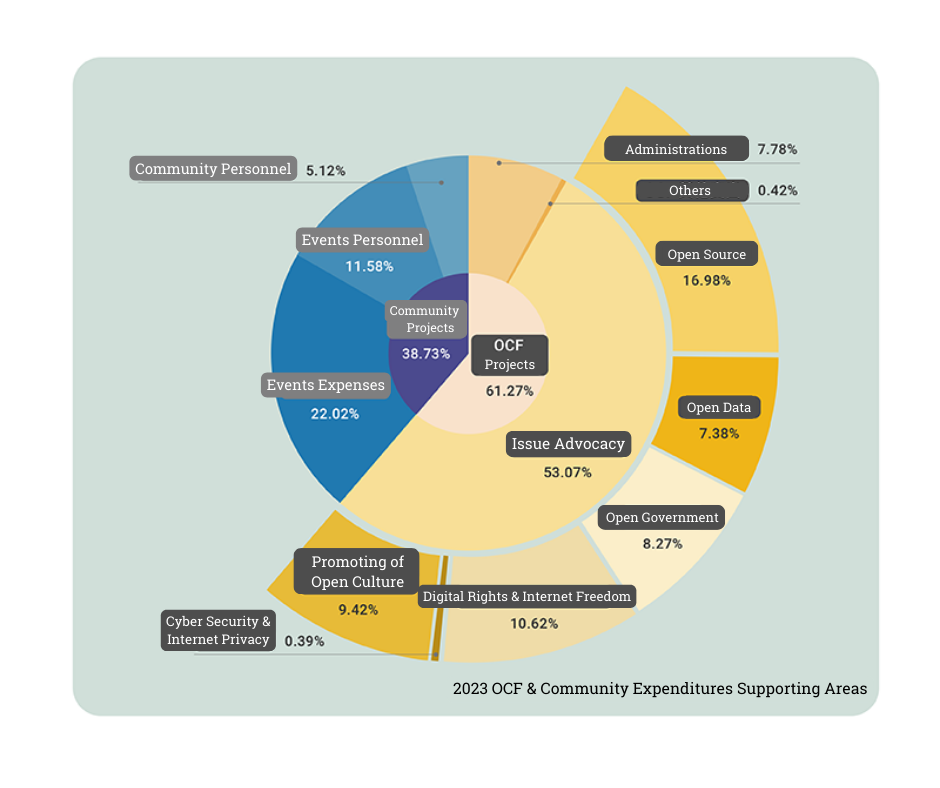 Administrations 7.78%
Community Personnel 5.12%
Others 0.42%
Events Personnel
11.58%
Open Source
16.98%
Community
Projects
38.73%
OCF
Projects
61.27%
Events Expenses
22.02%
Open Data
7.38%
Issue Advocacy
53.07%
Open Government
8.27%
Promoting of
Open Culture
9.42%
Digital Rights & Internet Freedom
10.62%
Cyber Security &
Internet Privacy 0.39%
2023 OCF & Community Expenditures Supporting Areas